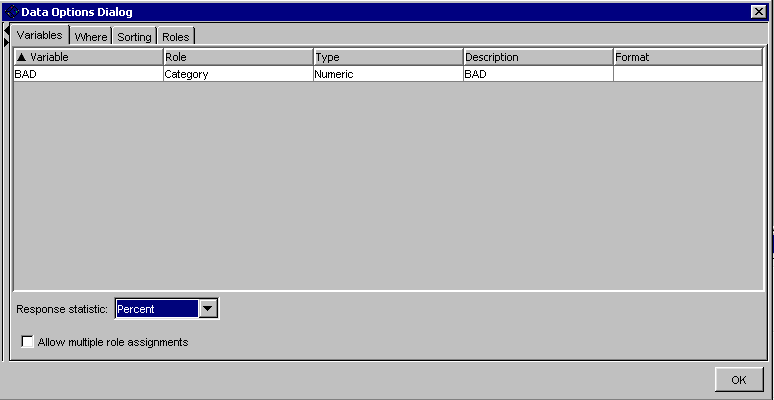 Data Options Dialog
Variables Where Sorting Roles
Variable Role Type Description Format
BAD Category Numeric BAD
Response statistic: Percent
Allow multiple role assignments
OK